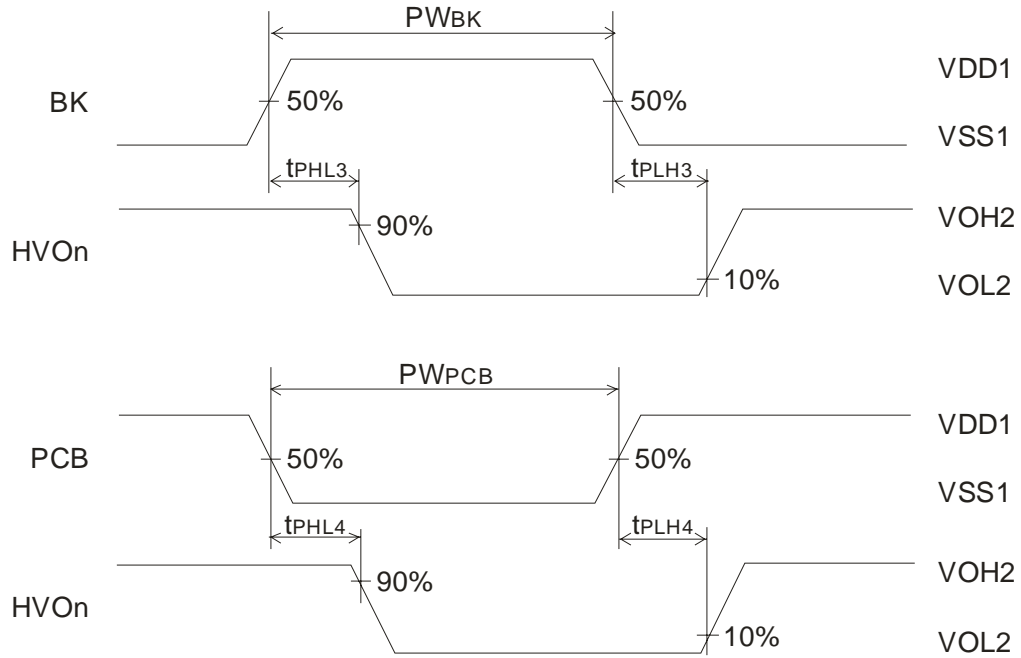 PWBK
VDD1
BK
50%
50%
VSS1
tPHL3
tPLH3
VOH2
90%
HVOn
10%
VOL2
PWPCB
VDD1
PCB
50%
50%
VSS1
tPHL4
tPLH4
VOH2
90%
HVOn
10%
VOL2